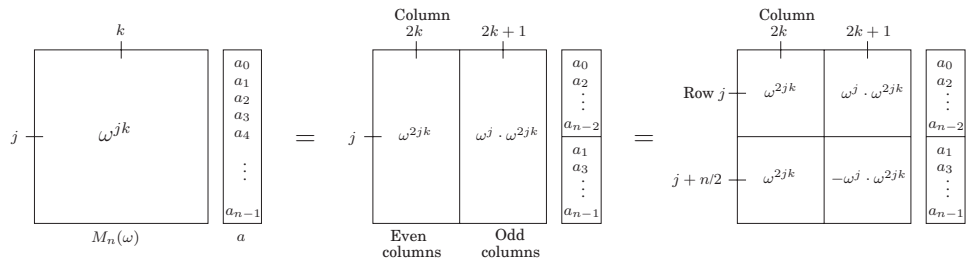 k
j
ω^{jk}
a_0
a_1
a_2
a_3
a_4
⋮
a_{n−1}
M_n(ω)
a
=
Column
2k
2k + 1
j
ω^{2jk}
ω^j · ω^{2jk}
a_0
a_2
⋮
a_{n−2}
a_1
a_3
⋮
a_{n−1}
Even
columns
Odd
columns
=
Column
2k
2k + 1
Row j
ω^{2jk}
ω^j · ω^{2jk}
j + n/2
ω^{2jk}
−ω^j · ω^{2jk}
a_0
a_2
⋮
a_{n−2}
a_1
a_3
⋮
a_{n−1}